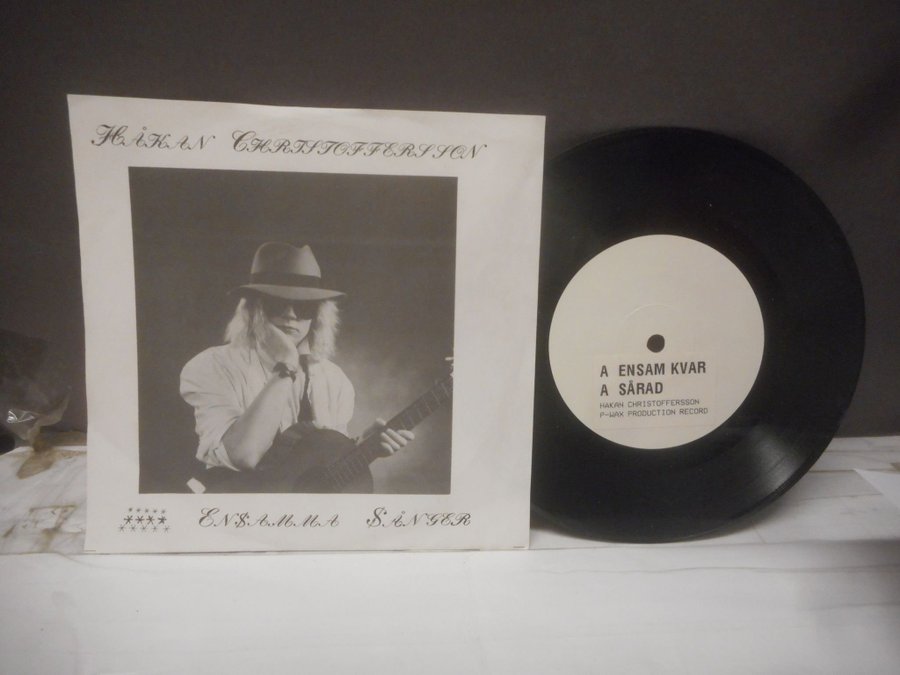 HÅKAN CHRISTOFFERSSON
ENSAMMA SÅNGER
A ENSAM KVAR
A SÅRAD
HAKAN CHRISTOFFERSSON
P-WAX PRODUCTION RECORD